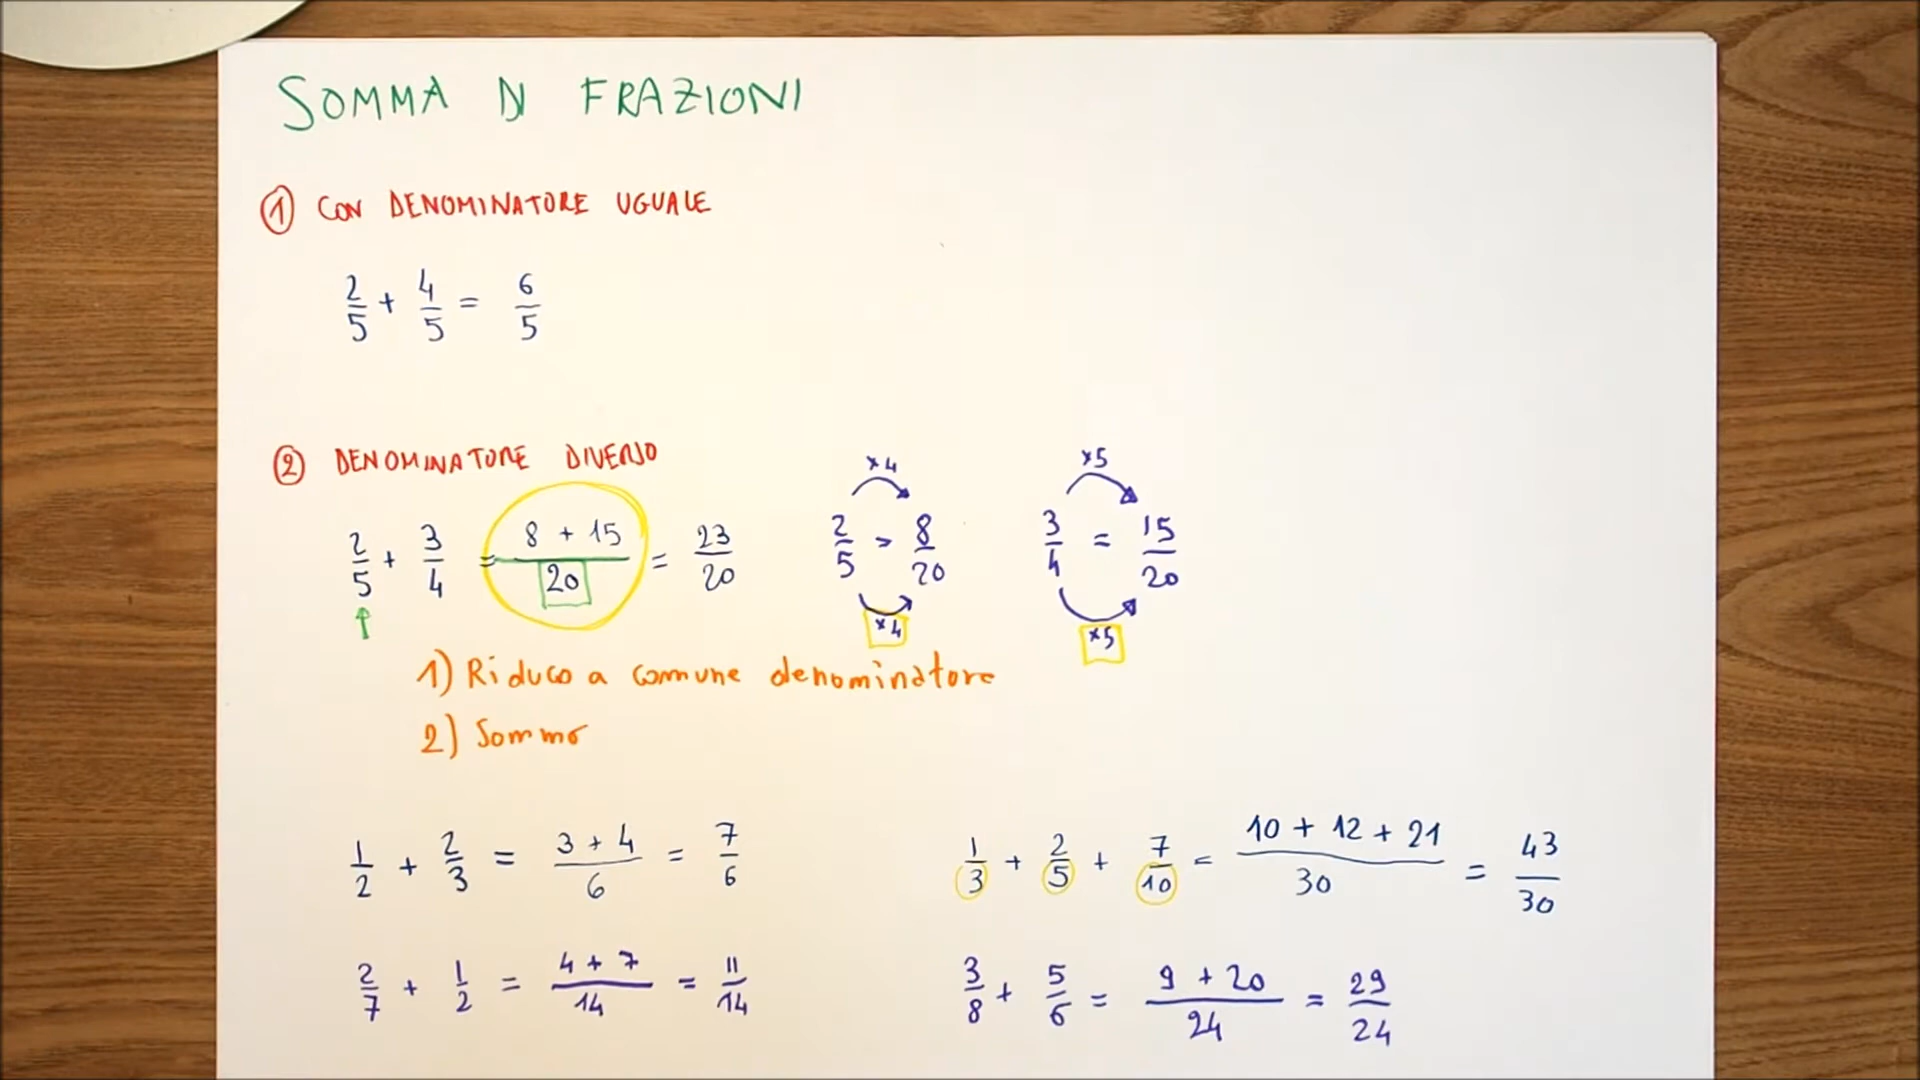 SOMMA DI FRAZIONI
① CON DENOMINATORE UGUALE
2/5 + 4/5 = 6/5
② DENOMINATORE DIVERSO
2/5 + 3/4 = (8 + 15)/20 = 23/20
×4
2/5 = 8/20
×4
×5
3/4 = 15/20
×5
1) Riduco a comune denominatore
2) Sommo
1/2 + 2/3 = (3 + 4)/6 = 7/6
1/3 + 2/5 + 7/10 = (10 + 12 + 21)/30 = 43/30
2/7 + 1/2 = (4 + 7)/14 = 11/14
3/8 + 5/6 = (9 + 20)/24 = 29/24